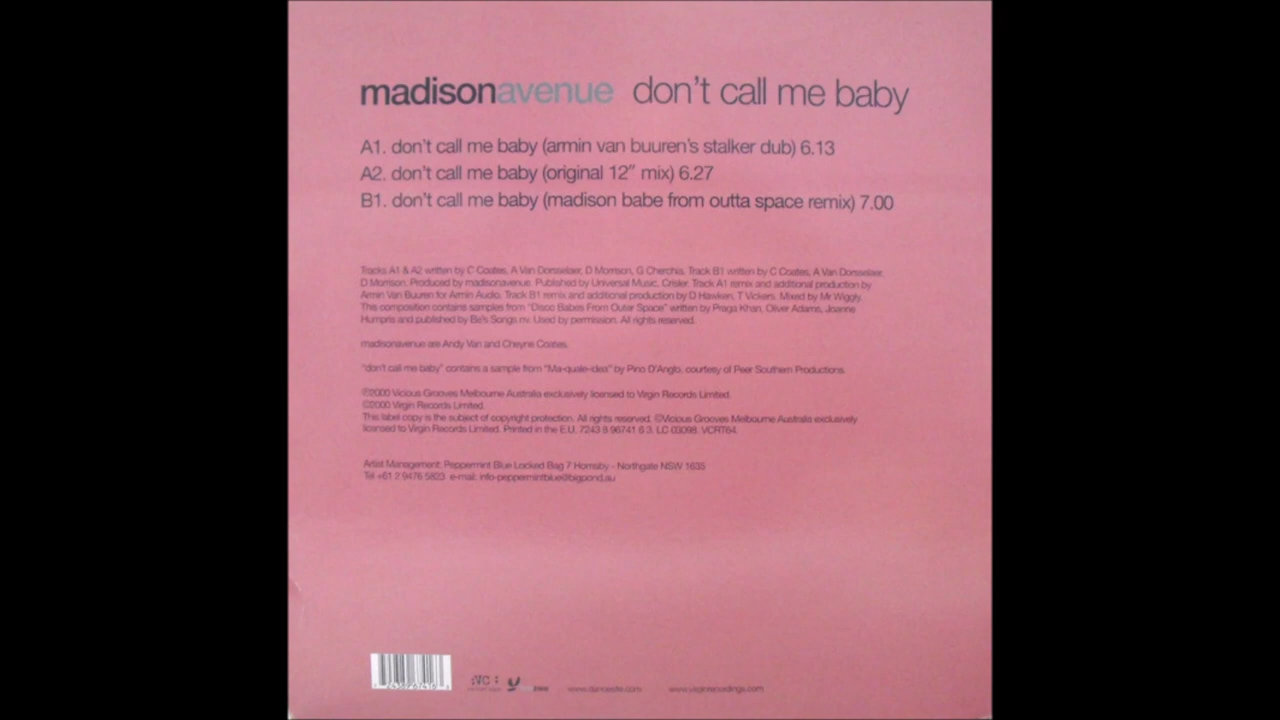 madisonavenue don't call me baby
A1. don't call me baby (armin van buuren's stalker dub) 6.13
A2. don't call me baby (original 12" mix) 6.27
B1. don't call me baby (madison babe from outta space remix) 7.00
Tracks A1 & A2 written by C Coates, A Van Dorsselaer, D Morrison, G Cherchia. Track B1 written by C Coates, A Van Dorsselaer,
D Morrison. Produced by madisonavenue. Published by Universal Music, Crisler. Track A1 remix and additional production by
Armin Van Buuren for Armin Audio. Track B1 remix and additional production by D Hawken, T Vickers. Mixed by Mr Wiggly.
This composition contains samples from "Disco Babes From Outer Space" written by Praga Khan, Oliver Adams, Joanne
Humpris and published by Be's Songs nv. Used by permission. All rights reserved.
madisonavenue are Andy Van and Cheyne Coates.
"don't call me baby" contains a sample from "Ma-quale-idea" by Pino D'Anglo, courtesy of Peer Southern Productions.
℗2000 Vicious Grooves Melbourne Australia exclusively licensed to Virgin Records Limited.
©2000 Virgin Records Limited.
This label copy is the subject of copyright protection. All rights reserved. ©Vicious Grooves Melbourne Australia exclusively
licensed to Virgin Records Limited. Printed in the E.U. 7243 8 96741 6 3. LC 03098. VCRT64.
Artist Management: Peppermint Blue Locked Bag 7 Hornsby - Northgate NSW 1635
Tel +61 2 9476 5823 e-mail: info-peppermintblue@bigpond.au
www.virginrecordings.com